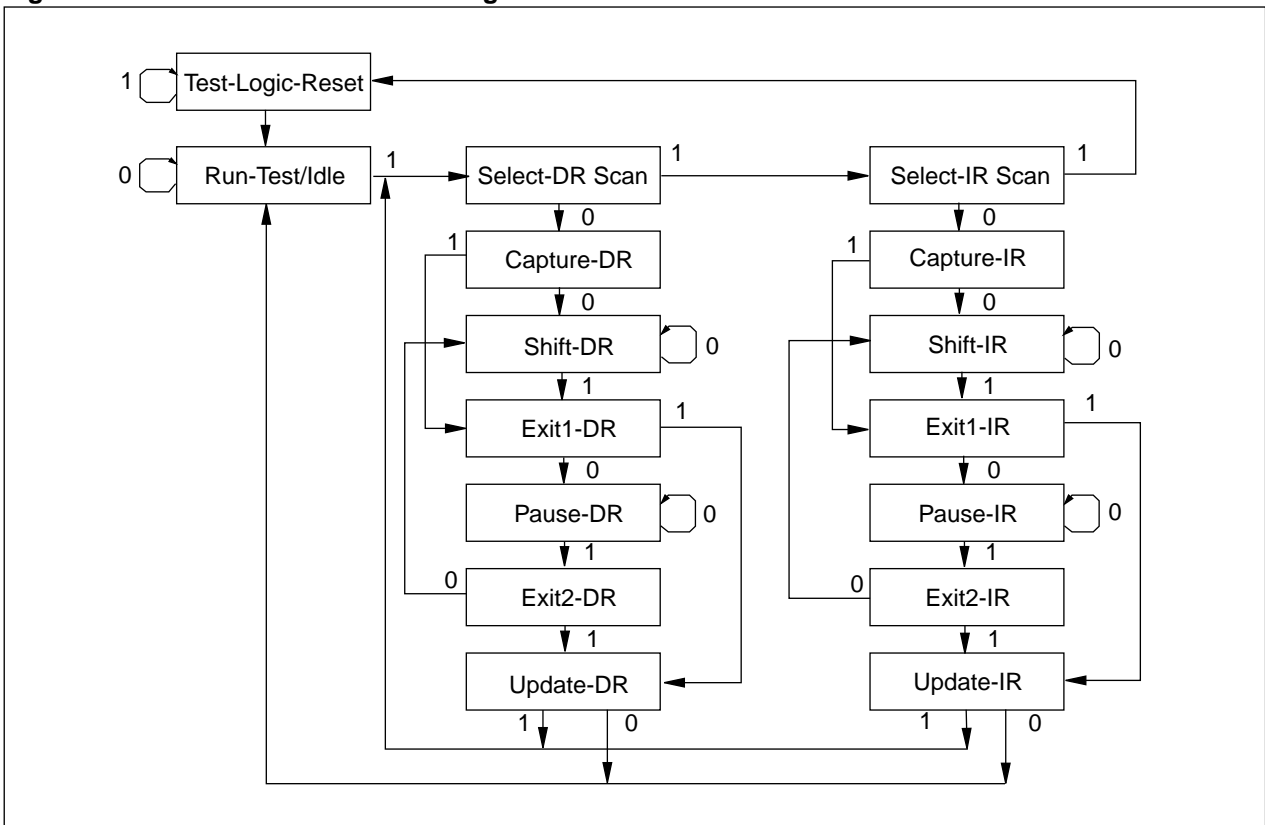 1 Test-Logic-Reset
0 Run-Test/Idle 1 Select-DR Scan 1 Select-IR Scan 1
0 0
1 Capture-DR 1 Capture-IR
0 0
Shift-DR 0 Shift-IR 0
1 1
Exit1-DR 1 Exit1-IR 1
0 0
Pause-DR 0 Pause-IR 0
1 1
0 Exit2-DR 0 Exit2-IR
1 1
Update-DR Update-IR
1 0 1 0